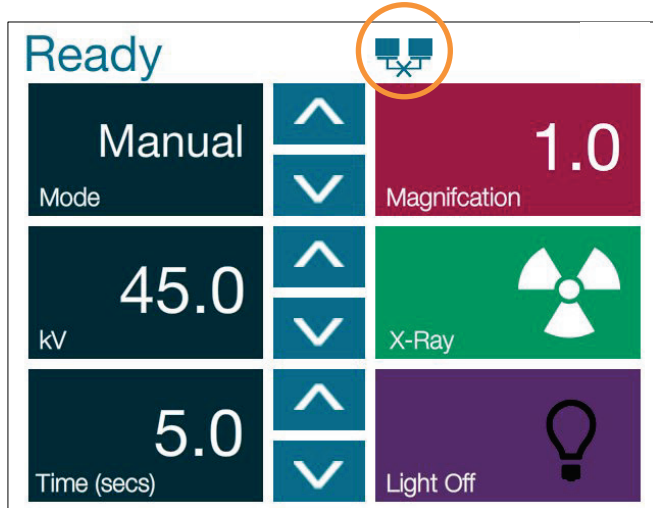 Ready
Manual
Mode
1.0
Magnifcation
45.0
kV
X-Ray
5.0
Time (secs)
Light Off